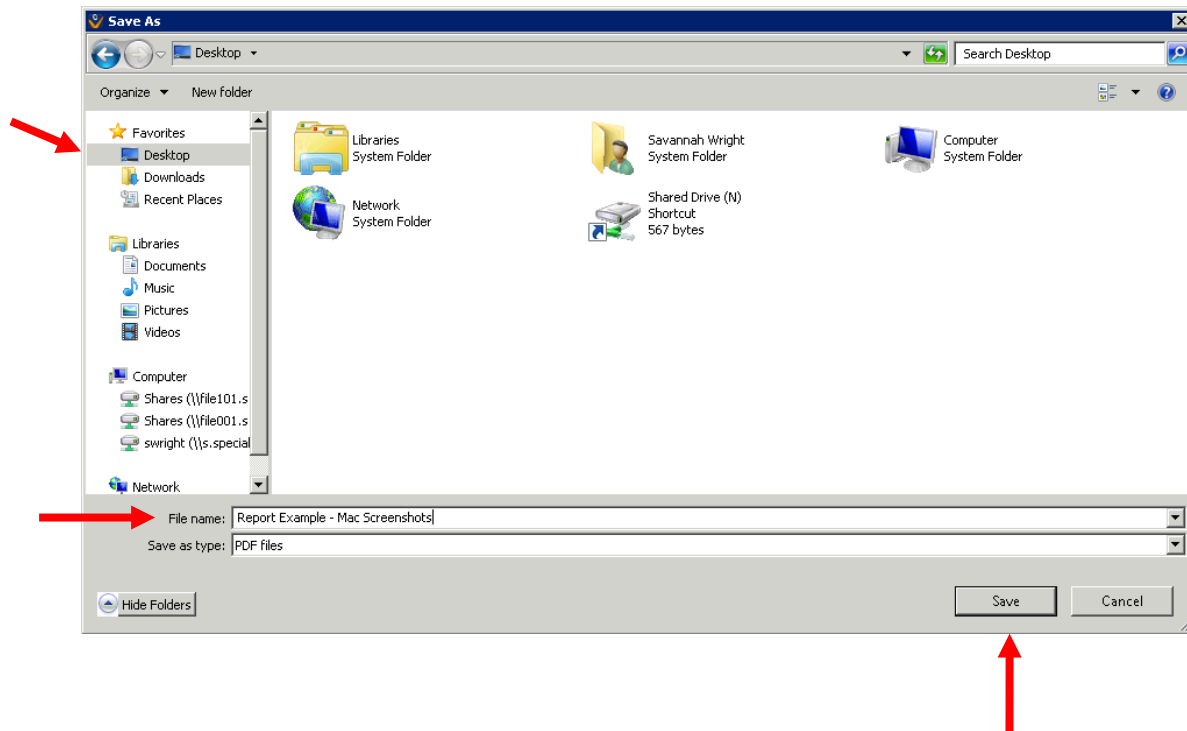 Save As
Desktop
Search Desktop
Organize
New folder
Favorites
Desktop
Downloads
Recent Places
Libraries
Documents
Music
Pictures
Videos
Computer
Shares (\\file101.s
Shares (\\file001.s
swright (\\s.special
Network
Libraries
System Folder
Savannah Wright
System Folder
Computer
System Folder
Network
System Folder
Shared Drive (N)
Shortcut
567 bytes
File name: Report Example - Mac Screenshots
Save as type: PDF files
Hide Folders
Save
Cancel